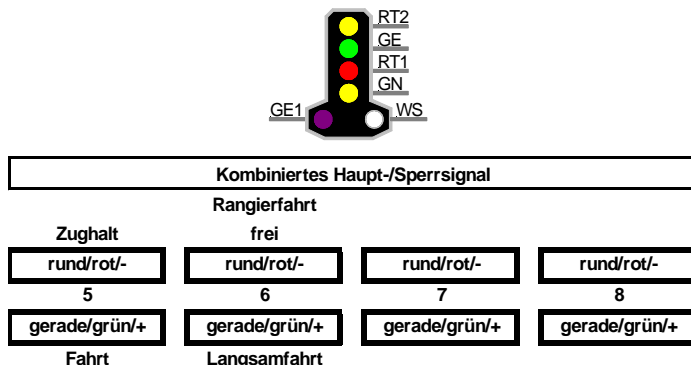 RT2
GE
RT1
GN
GE1 WS
Kombiniertes Haupt-/Sperrsignal
Rangierfahrt
Zughalt frei
rund/rot/- rund/rot/- rund/rot/- rund/rot/-
5 6 7 8
gerade/grün/+ gerade/grün/+ gerade/grün/+ gerade/grün/+
Fahrt Langsamfahrt